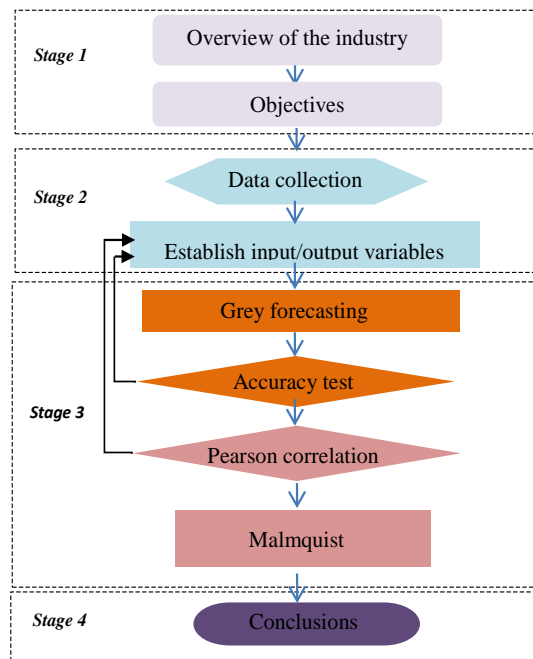 Stage 1
Overview of the industry
Objectives
Stage 2
Data collection
Establish input/output variables
Grey forecasting
Accuracy test
Stage 3
Pearson correlation
Malmquist
Stage 4
Conclusions